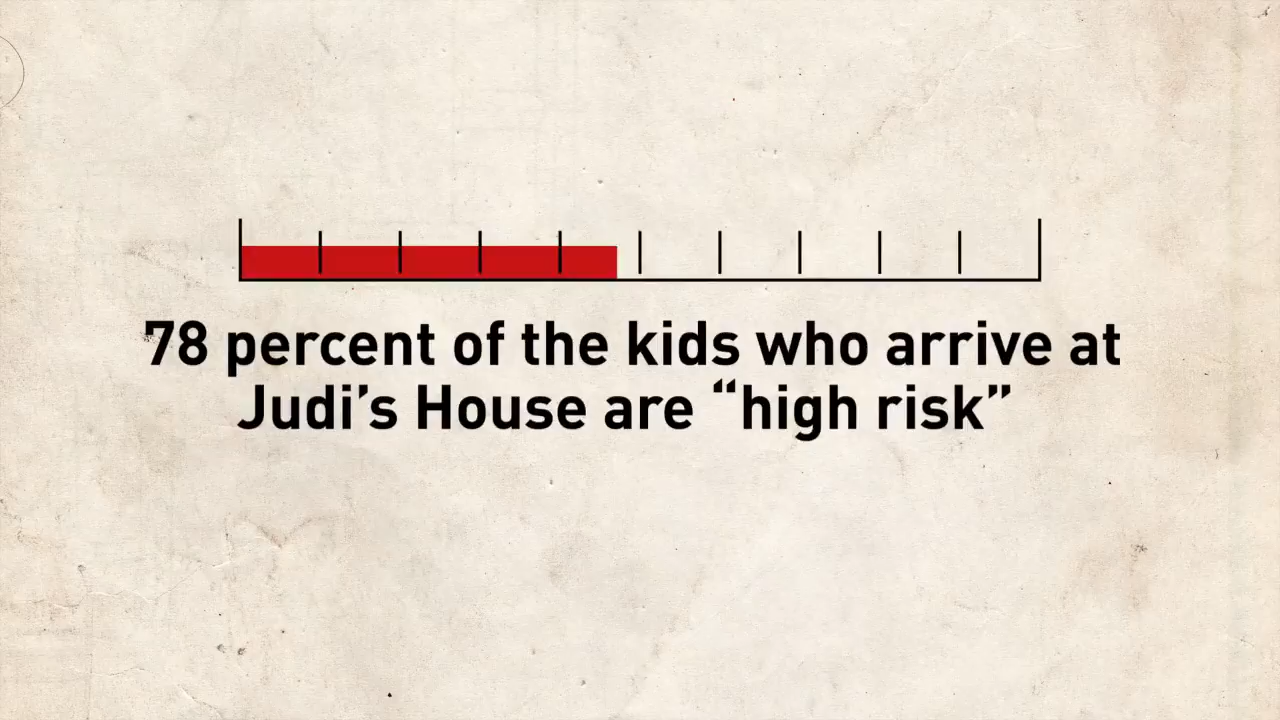 78 percent of the kids who arrive at
Judi’s House are “high risk”